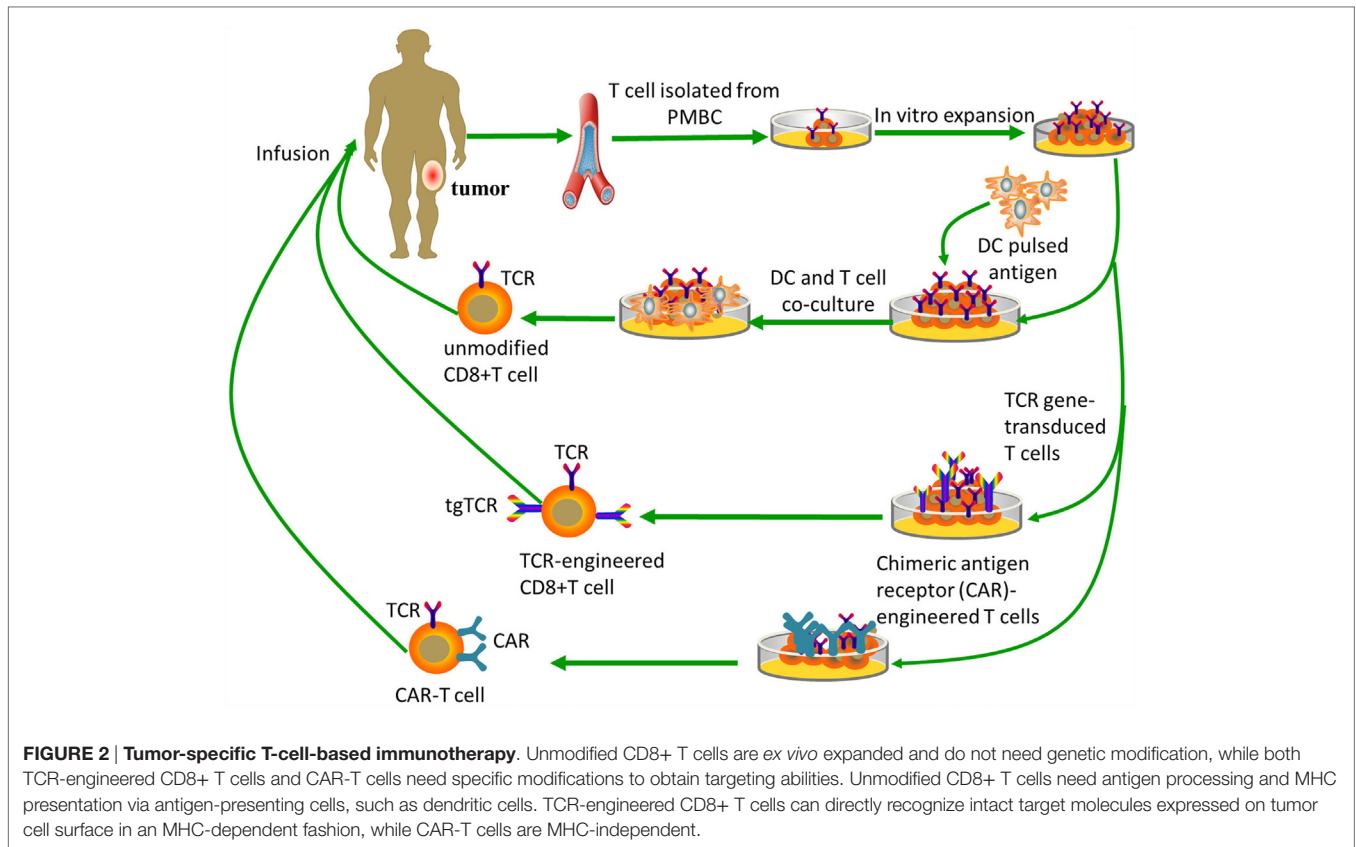 T cell isolated from
PMBC
In vitro expansion
Infusion
tumor
DC pulsed
antigen
TCR
DC and T cell
co-culture
unmodified
CD8+T cell
TCR gene-
transduced
T cells
TCR
tgTCR
TCR-engineered
CD8+T cell
Chimeric antigen
receptor (CAR)-
engineered T cells
TCR
CAR
CAR-T cell
FIGURE 2 | Tumor-specific T-cell-based immunotherapy. Unmodified CD8+ T cells are ex vivo expanded and do not need genetic modification, while both
TCR-engineered CD8+ T cells and CAR-T cells need specific modifications to obtain targeting abilities. Unmodified CD8+ T cells need antigen processing and MHC
presentation via antigen-presenting cells, such as dendritic cells. TCR-engineered CD8+ T cells can directly recognize intact target molecules expressed on tumor
cell surface in an MHC-dependent fashion, while CAR-T cells are MHC-independent.